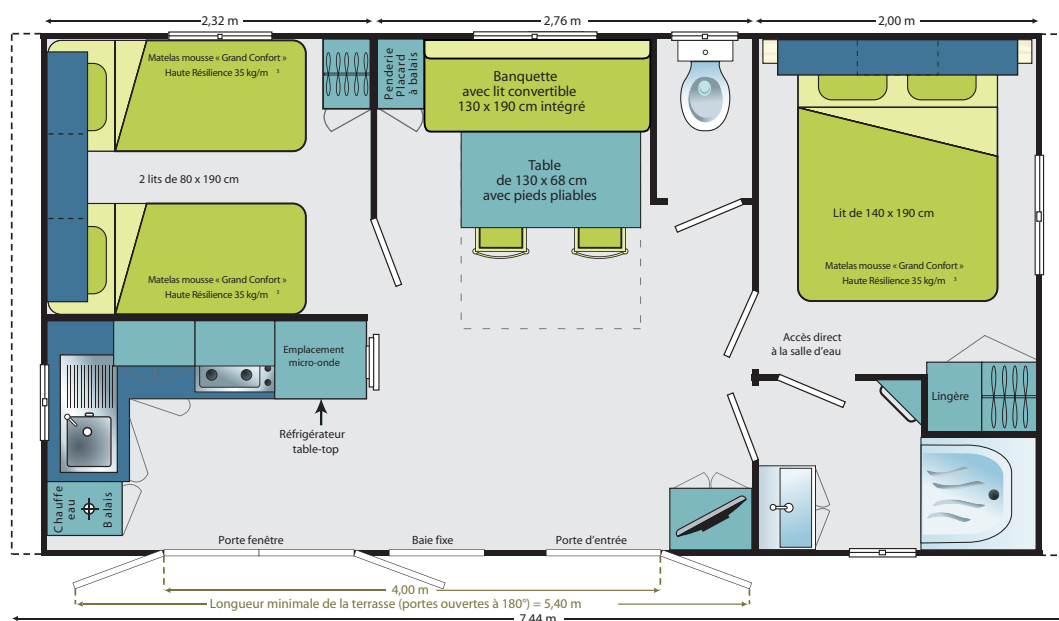 2,32 m
2,76 m
2,00 m
Matelas mousse « Grand Confort »
Haute Résilience 35 kg/m 3
Penderie
Placard
à balais
Banquette
avec lit convertible
130 x 190 cm intégré
2 lits de 80 x 190 cm
Table
de 130 x 68 cm
avec pieds pliables
Lit de 140 x 190 cm
Matelas mousse « Grand Confort »
Haute Résilience 35 kg/m 3
Matelas mousse « Grand Confort »
Haute Résilience 35 kg/m 3
Emplacement
micro-onde
Accès direct
à la salle d'eau
Lingère
Réfrigérateur
table-top
Chauffe
eau
Balais
Porte fenêtre
Baie fixe
Porte d'entrée
4,00 m
Longueur minimale de la terrasse (portes ouvertes à 180°) = 5,40 m
7,44 m